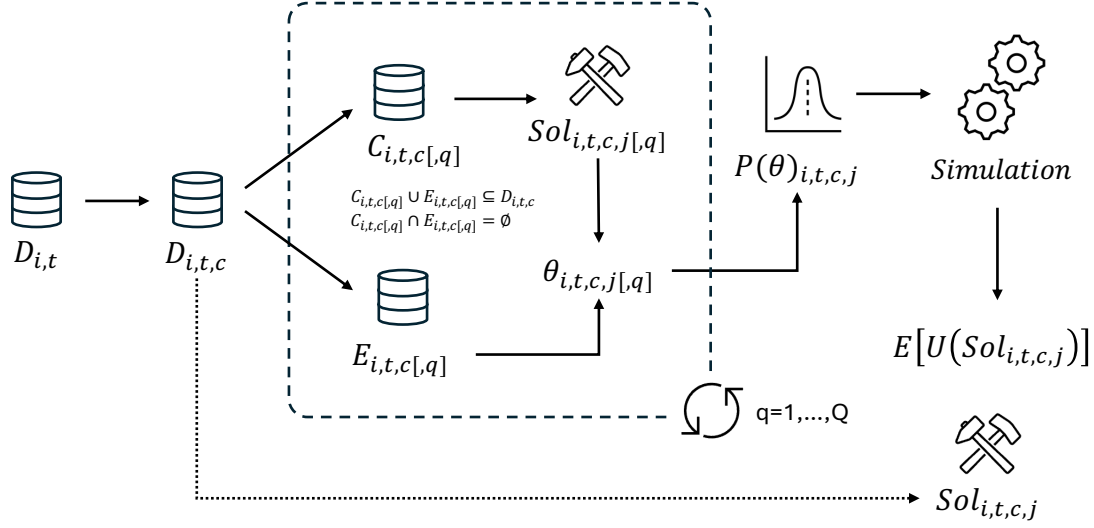 D_{i,t}
D_{i,t,c}
C_{i,t,c[,q]}
Sol_{i,t,c,j[,q]}
C_{i,t,c[,q]} ∪ E_{i,t,c[,q]} ⊆ D_{i,t,c}
C_{i,t,c[,q]} ∩ E_{i,t,c[,q]} = ∅
θ_{i,t,c,j[,q]}
E_{i,t,c[,q]}
q=1,...,Q
P(θ)_{i,t,c,j}
Simulation
E[U(Sol_{i,t,c,j})]
Sol_{i,t,c,j}